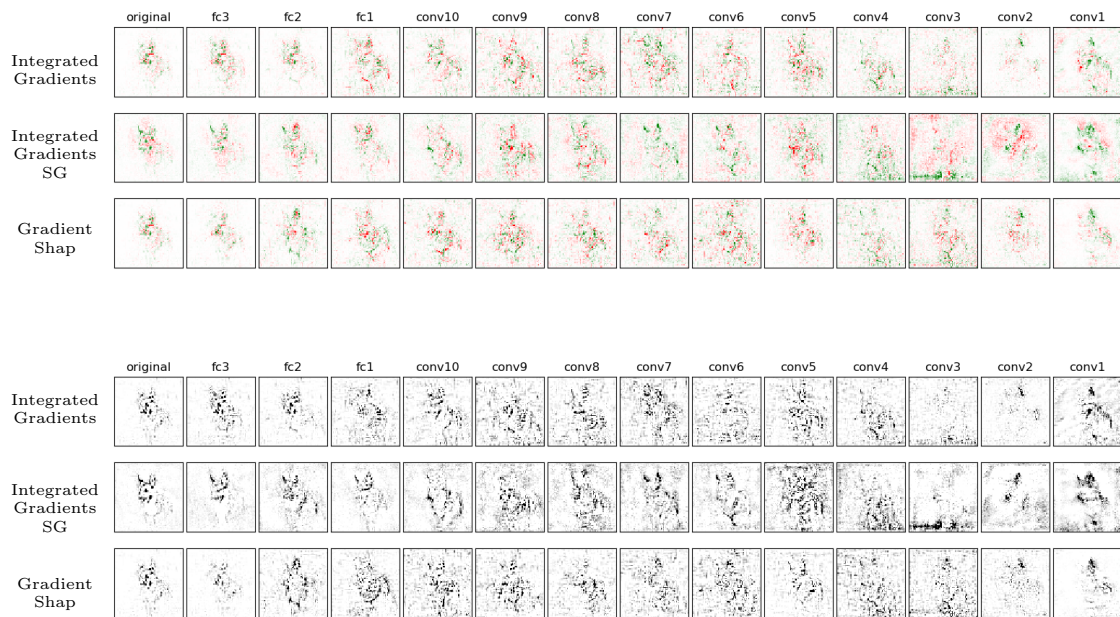 original fc3 fc2 fc1 conv10 conv9 conv8 conv7 conv6 conv5 conv4 conv3 conv2 conv1
Integrated
Gradients
Integrated
Gradients
SG
Gradient
Shap
original fc3 fc2 fc1 conv10 conv9 conv8 conv7 conv6 conv5 conv4 conv3 conv2 conv1
Integrated
Gradients
Integrated
Gradients
SG
Gradient
Shap